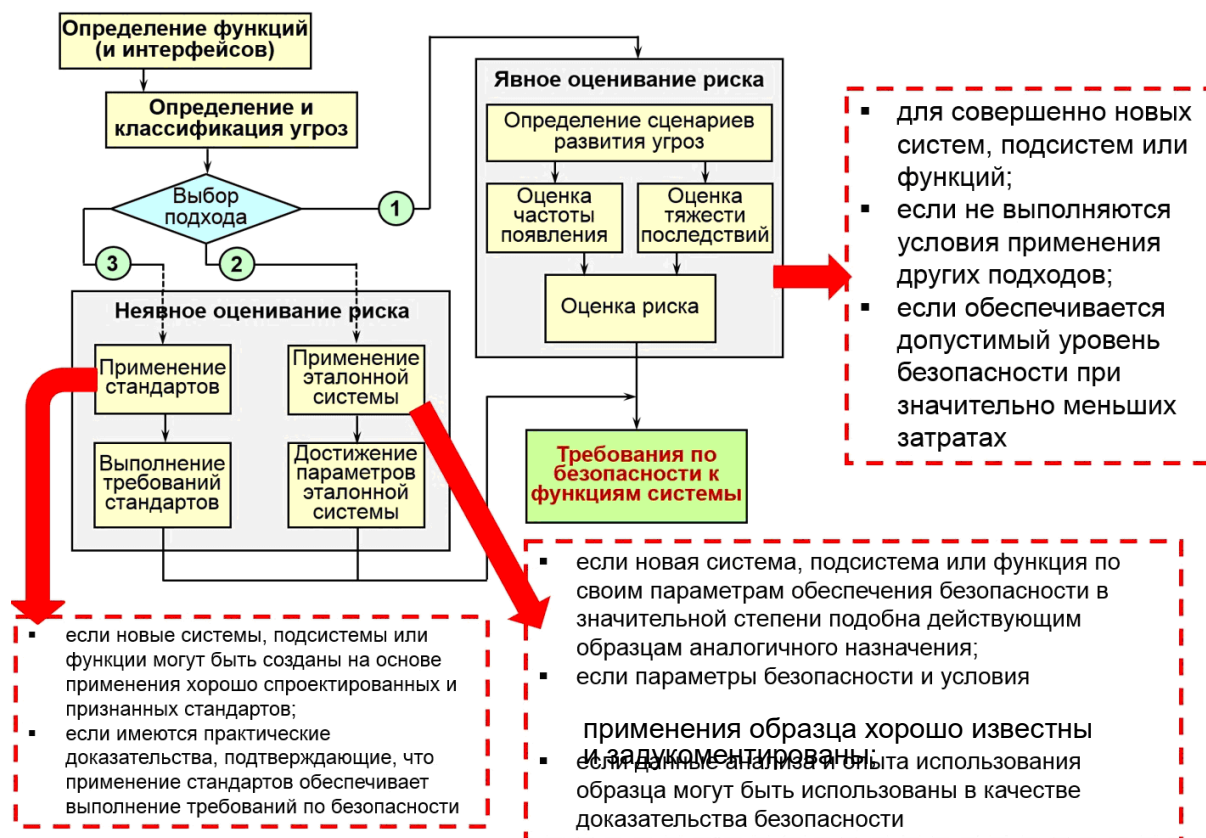 Определение функций
(и интерфейсов)
Определение и
классификация угроз
Выбор
подхода
1
2
3
Явное оценивание риска
Определение сценариев
развития угроз
Оценка
частоты
появления
Оценка
тяжести
последствий
Оценка риска
Неявное оценивание риска
Применение
стандартов
Применение
эталонной
системы
Выполнение
требований
стандартов
Достижение
параметров
эталонной
системы
Требования по
безопасности к
функциям системы
▪ для совершенно новых
систем, подсистем или
функций;
▪ если не выполняются
условия применения
других подходов;
▪ если обеспечивается
допустимый уровень
безопасности при
значительно меньших
затратах
▪ если новые системы, подсистемы или
функции могут быть созданы на основе
применения хорошо спроектированных и
признанных стандартов;
▪ если имеются практические
доказательства, подтверждающие, что
применение стандартов обеспечивает
выполнение требований по безопасности
▪ если новая система, подсистема или функция по
своим параметрам обеспечения безопасности в
значительной степени подобна действующим
образцам аналогичного назначения;
▪ если параметры безопасности и условия
применения образца хорошо известны
и задукоментированы;
▪ если данные анализа и опыта использования
образца могут быть использованы в качестве
доказательства безопасности